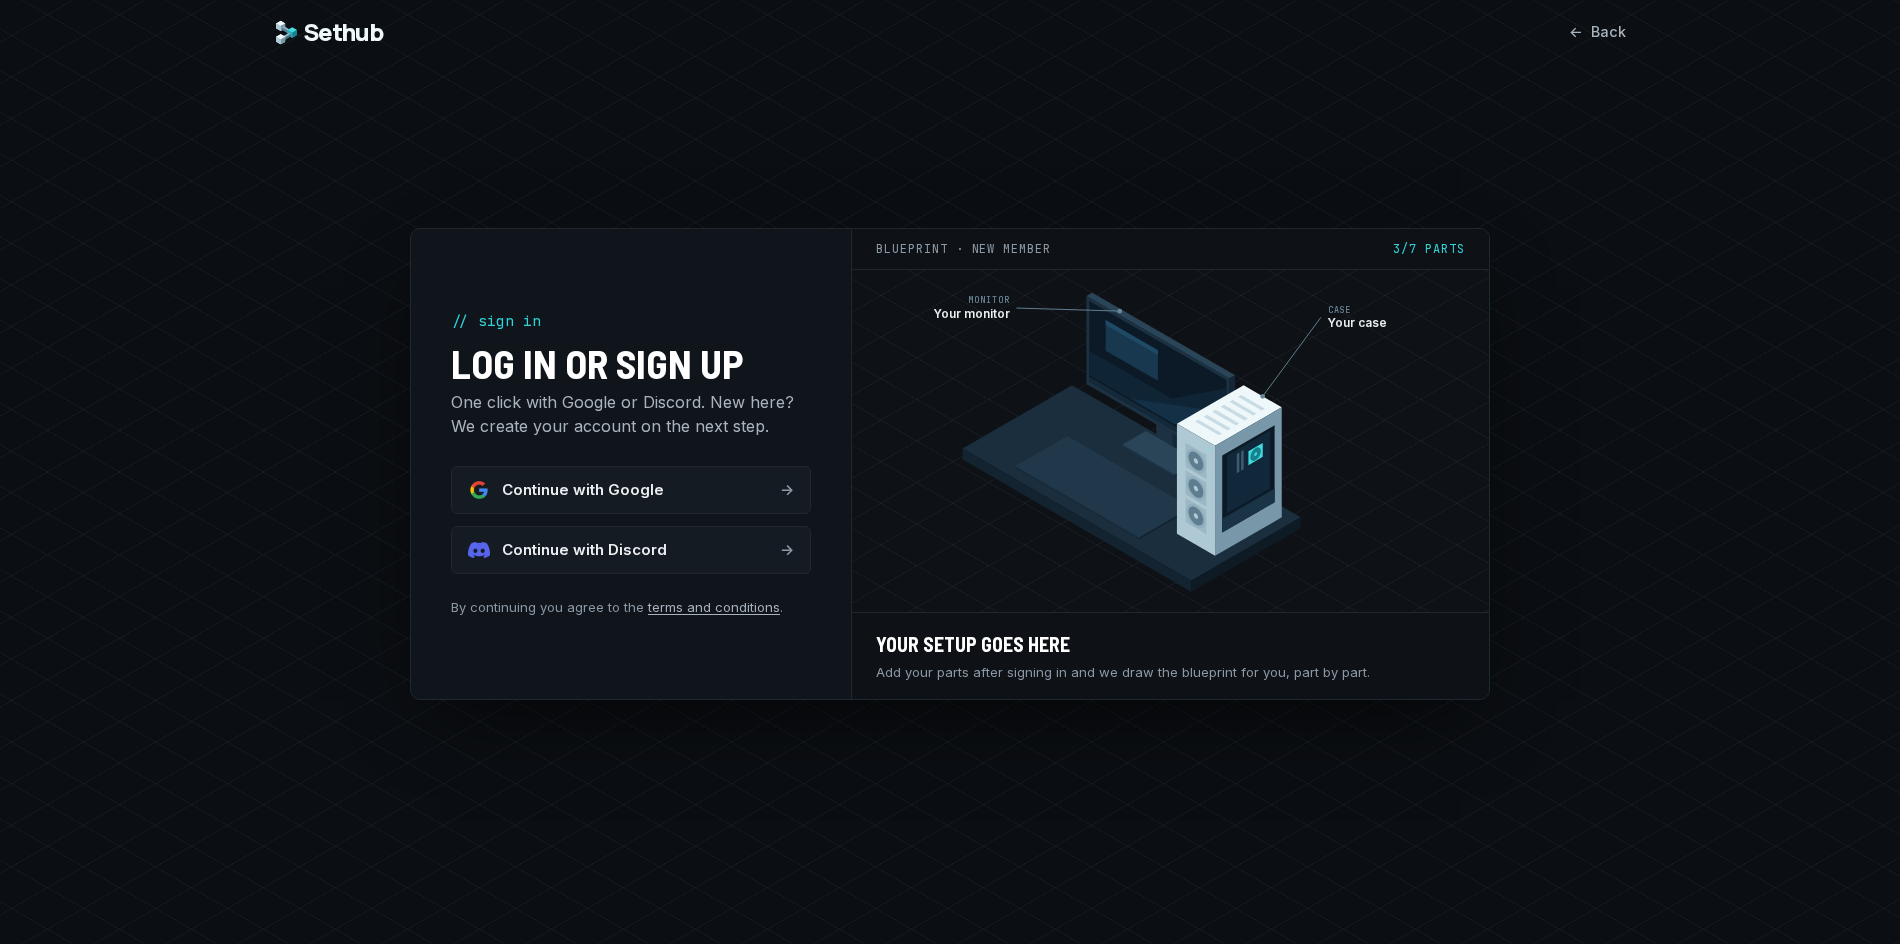 Sethub
← Back
// sign in
LOG IN OR SIGN UP
One click with Google or Discord. New here?
We create your account on the next step.
Continue with Google →
Continue with Discord →
By continuing you agree to the terms and conditions.
BLUEPRINT · NEW MEMBER
3/7 PARTS
MONITOR
Your monitor
CASE
Your case
YOUR SETUP GOES HERE
Add your parts after signing in and we draw the blueprint for you, part by part.